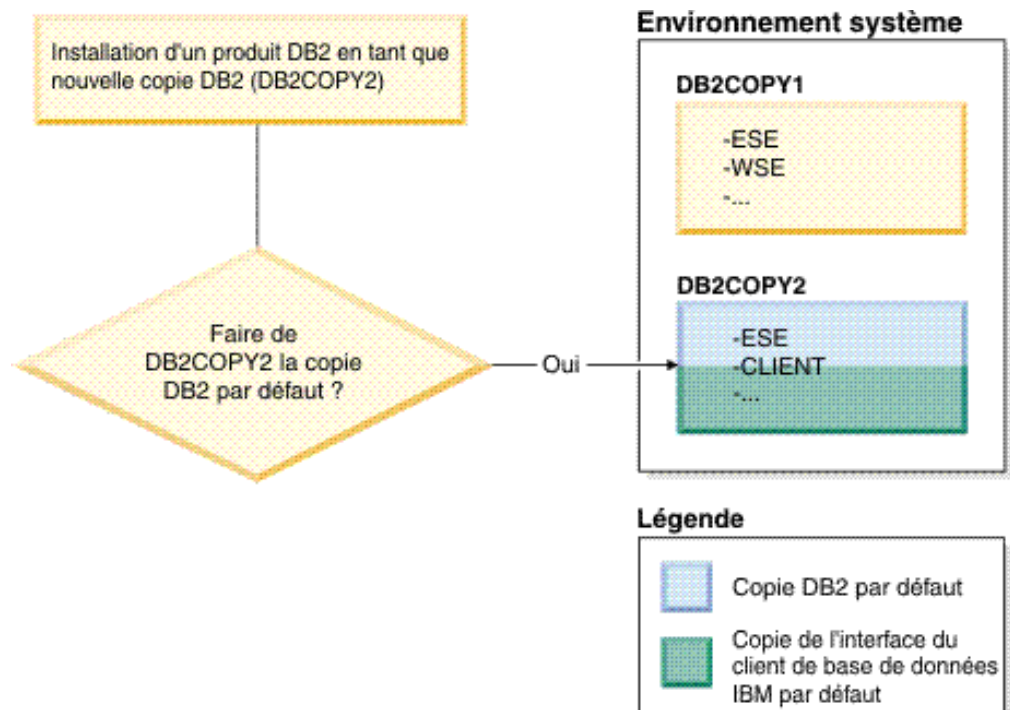 Installation d'un produit DB2 en tant que
nouvelle copie DB2 (DB2COPY2)
Faire de
DB2COPY2 la copie
DB2 par défaut ?
Oui
Environnement système
DB2COPY1
-ESE
-WSE
-...
DB2COPY2
-ESE
-CLIENT
-...
Légende
Copie DB2 par défaut
Copie de l'interface du
client de base de données
IBM par défaut